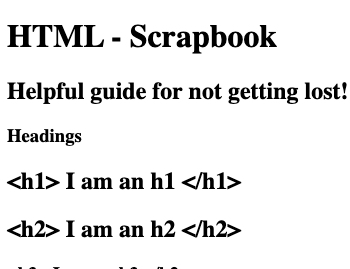 HTML - Scrapbook
Helpful guide for not getting lost!
Headings
<h1> I am an h1 </h1>
<h2> I am an h2 </h2>